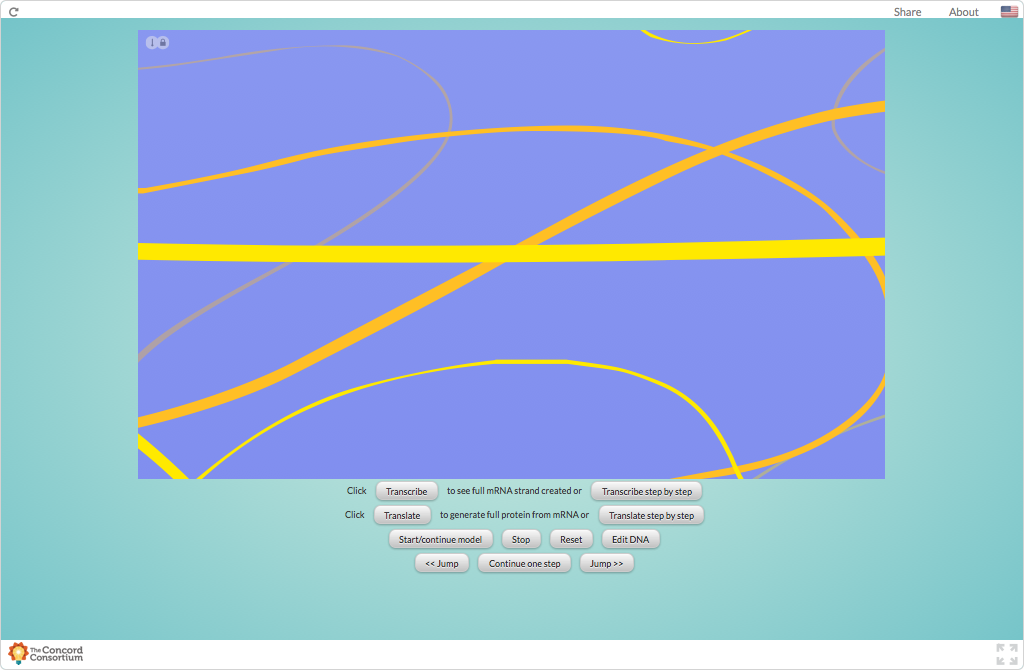 Share About
Click Transcribe to see full mRNA strand created or Transcribe step by step
Click Translate to generate full protein from mRNA or Translate step by step
Start/continue model Stop Reset Edit DNA
<< Jump Continue one step Jump >>
The Concord
Consortium